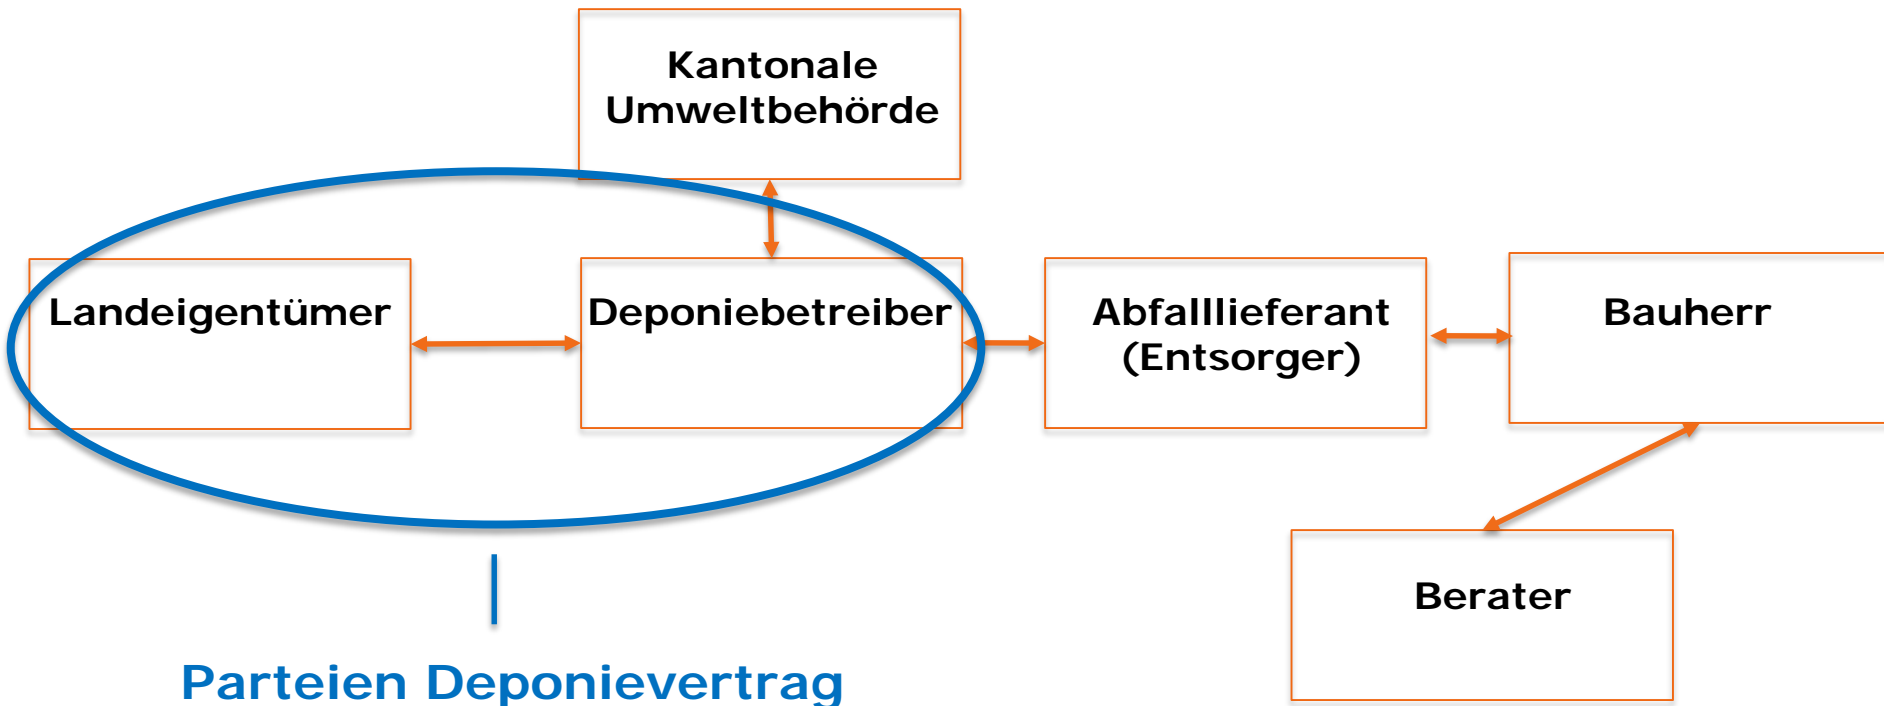 Kantonale
Umweltbehörde
Landeigentümer
Deponiebetreiber
Abfalllieferant
(Entsorger)
Bauherr
Berater
Parteien Deponievertrag